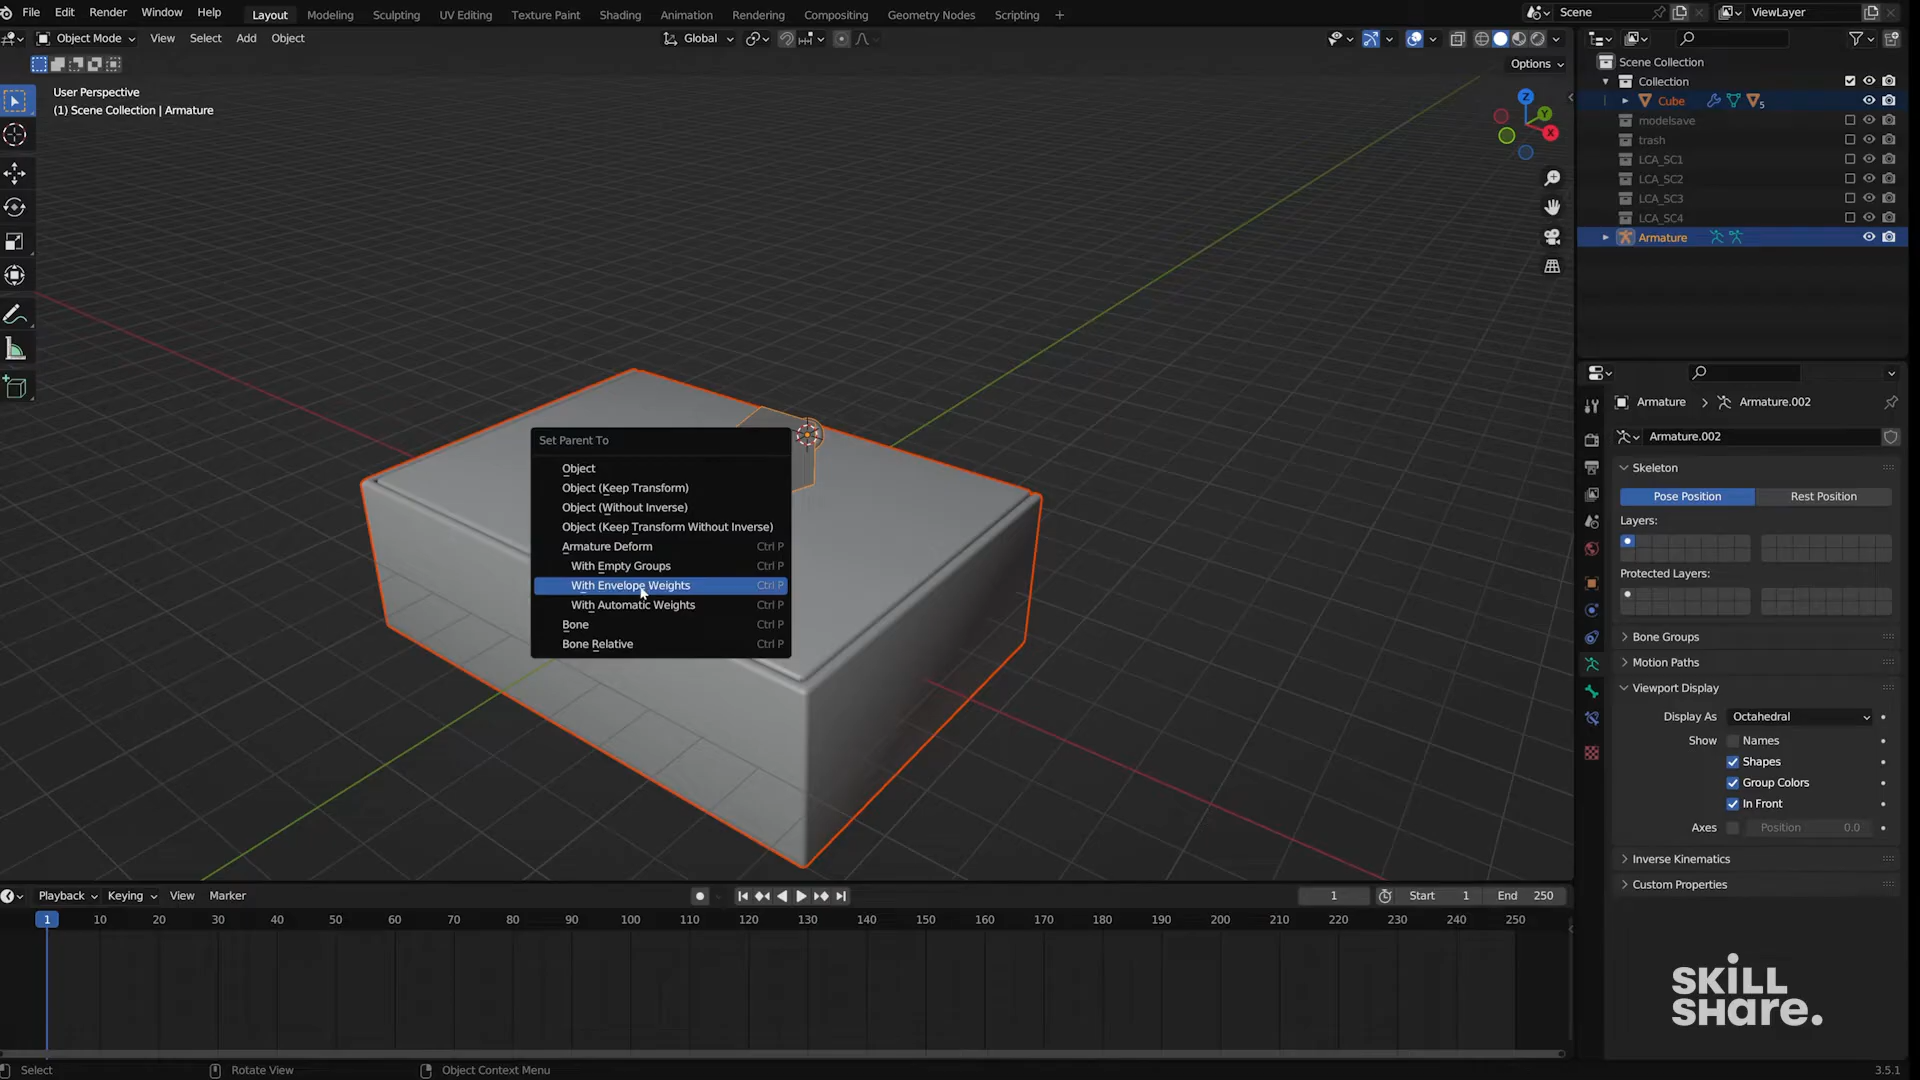 File Edit Render Window Help Layout Modeling Sculpting UV Editing Texture Paint Shading Animation Rendering Compositing Geometry Nodes Scripting + Scene ViewLayer
Object Mode View Select Add Object Global
Options
User Perspective
(1) Scene Collection | Armature
Z
Y
X
Scene Collection
Collection
Cube 5
modelsave
trash
LCA_SC1
LCA_SC2
LCA_SC3
LCA_SC4
Armature
Set Parent To
Object
Object (Keep Transform)
Object (Without Inverse)
Object (Keep Transform Without Inverse)
Armature Deform Ctrl P
With Empty Groups Ctrl P
With Envelope Weights Ctrl P
With Automatic Weights Ctrl P
Bone Ctrl P
Bone Relative Ctrl P
Armature > Armature.002
Armature.002
Skeleton
Pose Position Rest Position
Layers:
Protected Layers:
Bone Groups
Motion Paths
Viewport Display
Display As Octahedral
Show Names
Shapes
Group Colors
In Front
Axes Position 0.0
Inverse Kinematics
Custom Properties
Playback Keying View Marker 1 Start 1 End 250
1 10 20 30 40 50 60 70 80 90 100 110 120 130 140 150 160 170 180 190 200 210 220 230 240 250
SKILL
SHARE.
Select Rotate View Object Context Menu 3.5.1